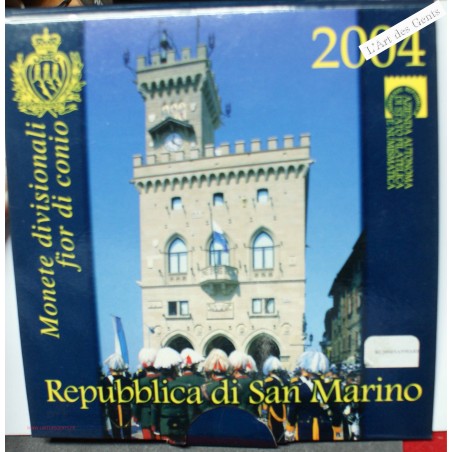 2004
L'Art des Gents
AZIENDA AUTONOMA
DI STATO FILATELICA
E NUMISMATICA
Monete divisionali
fior di conio
Repubblica di San Marino